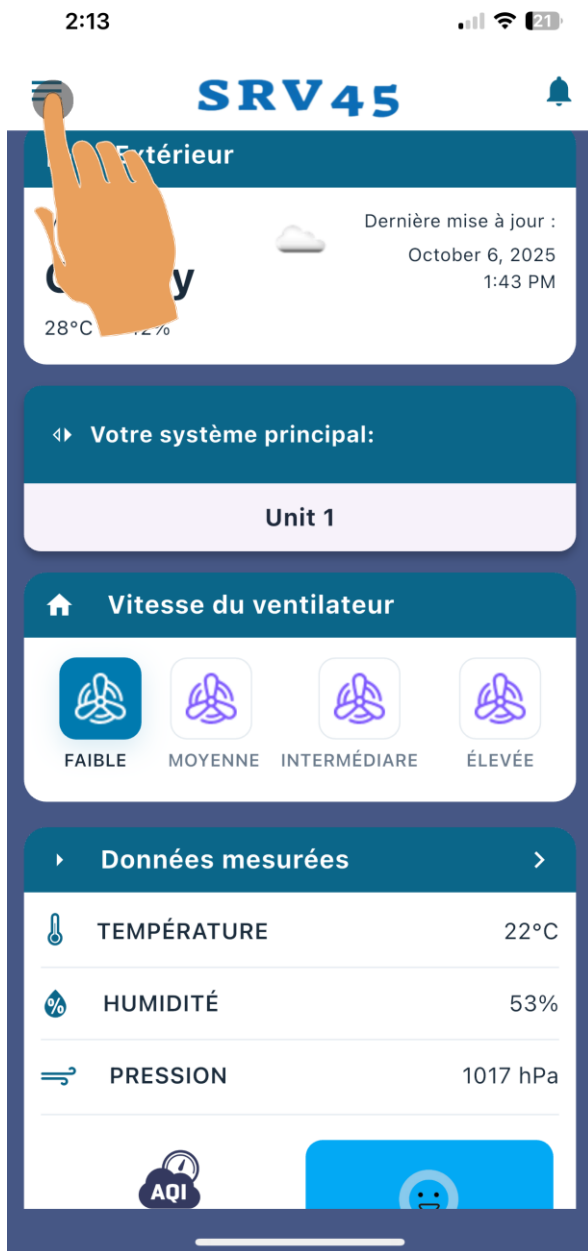 2:13
21
SRV45
Extérieur
Dernière mise à jour :
October 6, 2025
1:43 PM
28°C
Votre système principal:
Unit 1
Vitesse du ventilateur
FAIBLE
MOYENNE
INTERMÉDIARE
ÉLEVÉE
Données mesurées
TEMPÉRATURE
22°C
%
HUMIDITÉ
53%
PRESSION
1017 hPa
AQI